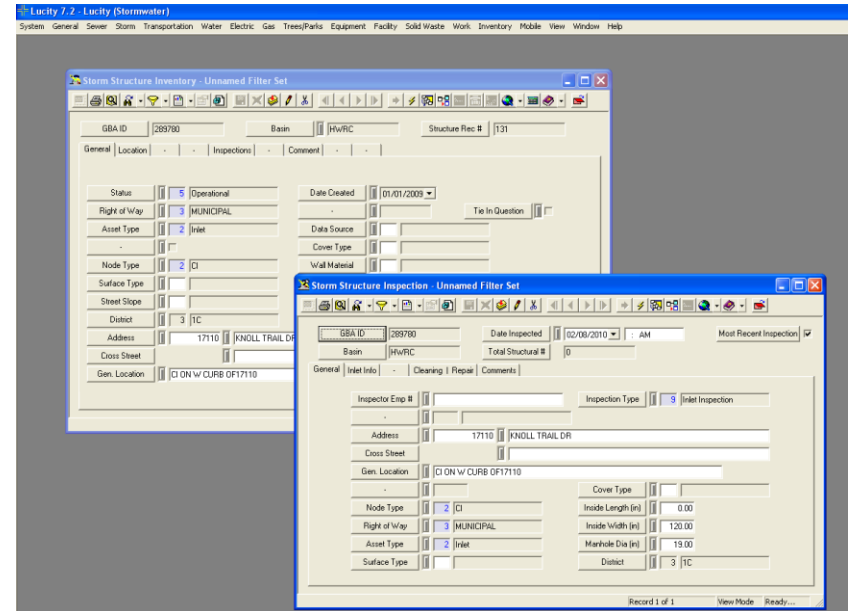 Lucity 7.2 - Lucity (Stormwater)
System General Sewer Storm Transportation Water Electric Gas Trees/Parks Equipment Facility Solid Waste Work Inventory Mobile View Window Help
Storm Structure Inventory - Unnamed Filter Set
GBA ID 289780 Basin HWRC Structure Rec # 131
General Location - - Inspections - Comment - -
Status 5 Operational Date Created 01/01/2009
Right of Way 3 MUNICIPAL - Tie In Question
Asset Type 2 Inlet Data Source
- Cover Type
Node Type 2 CI Wall Material
Surface Type
Street Slope
District 3 1C
Address 17110 KNOLL TRAIL DR
Cross Street
Gen. Location CI ON W CURB OF17110
Storm Structure Inspection - Unnamed Filter Set
GBA ID 289780 Date Inspected 02/08/2010 : AM Most Recent Inspection
Basin HWRC Total Structural # 0
General Inlet Info - Cleaning Repair Comments
Inspector Emp # Inspection Type 9 Inlet Inspection
-
Address 17110 KNOLL TRAIL DR
Cross Street
Gen. Location CI ON W CURB OF17110
- Cover Type
Node Type 2 CI Inside Length (in) 0.00
Right of Way 3 MUNICIPAL Inside Width (in) 120.00
Asset Type 2 Inlet Manhole Dia (in) 19.00
Surface Type District 3 1C
Record 1 of 1 View Mode Ready...